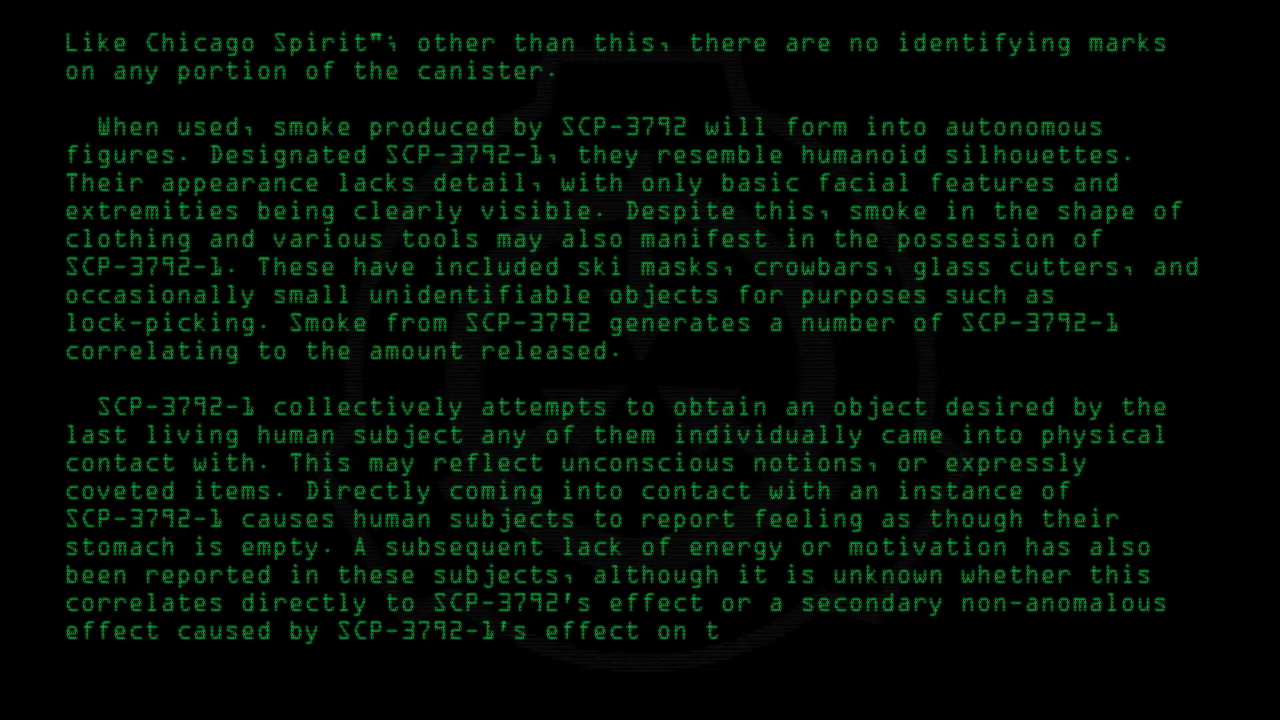 Like Chicago Spirit"; other than this, there are no identifying marks
on any portion of the canister.
When used, smoke produced by SCP-3792 will form into autonomous
figures. Designated SCP-3792-1, they resemble humanoid silhouettes.
Their appearance lacks detail, with only basic facial features and
extremities being clearly visible. Despite this, smoke in the shape of
clothing and various tools may also manifest in the possession of
SCP-3792-1. These have included ski masks, crowbars, glass cutters, and
occasionally small unidentifiable objects for purposes such as
lock-picking. Smoke from SCP-3792 generates a number of SCP-3792-1
correlating to the amount released.
SCP-3792-1 collectively attempts to obtain an object desired by the
last living human subject any of them individually came into physical
contact with. This may reflect unconscious notions, or expressly
coveted items. Directly coming into contact with an instance of
SCP-3792-1 causes human subjects to report feeling as though their
stomach is empty. A subsequent lack of energy or motivation has also
been reported in these subjects, although it is unknown whether this
correlates directly to SCP-3792's effect or a secondary non-anomalous
effect caused by SCP-3792-1's effect on t